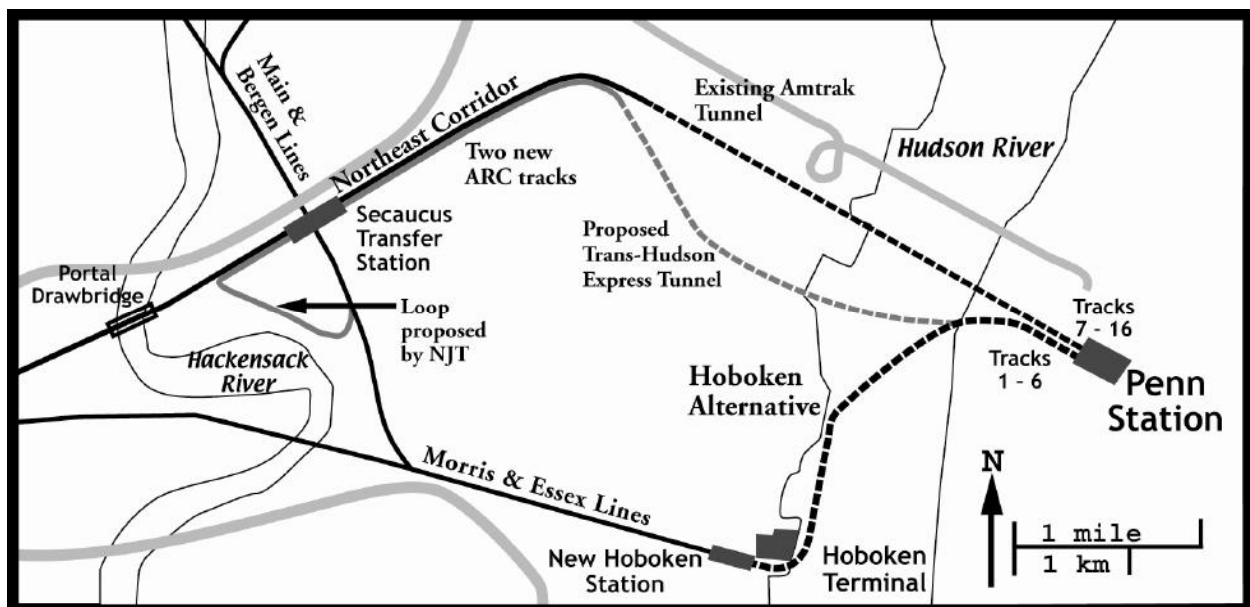 Main &
Bergen Lines
Northeast Corridor
Existing Amtrak
Tunnel
Hudson River
Two new
ARC tracks
Secaucus
Transfer
Station
Proposed
Trans-Hudson
Express Tunnel
Portal
Drawbridge
Loop
proposed
by NJT
Hackensack
River
Tracks
7 - 16
Tracks
1 - 6
Penn
Station
Hoboken
Alternative
Morris & Essex Lines
New Hoboken
Station
Hoboken
Terminal
N
1 mile
1 km